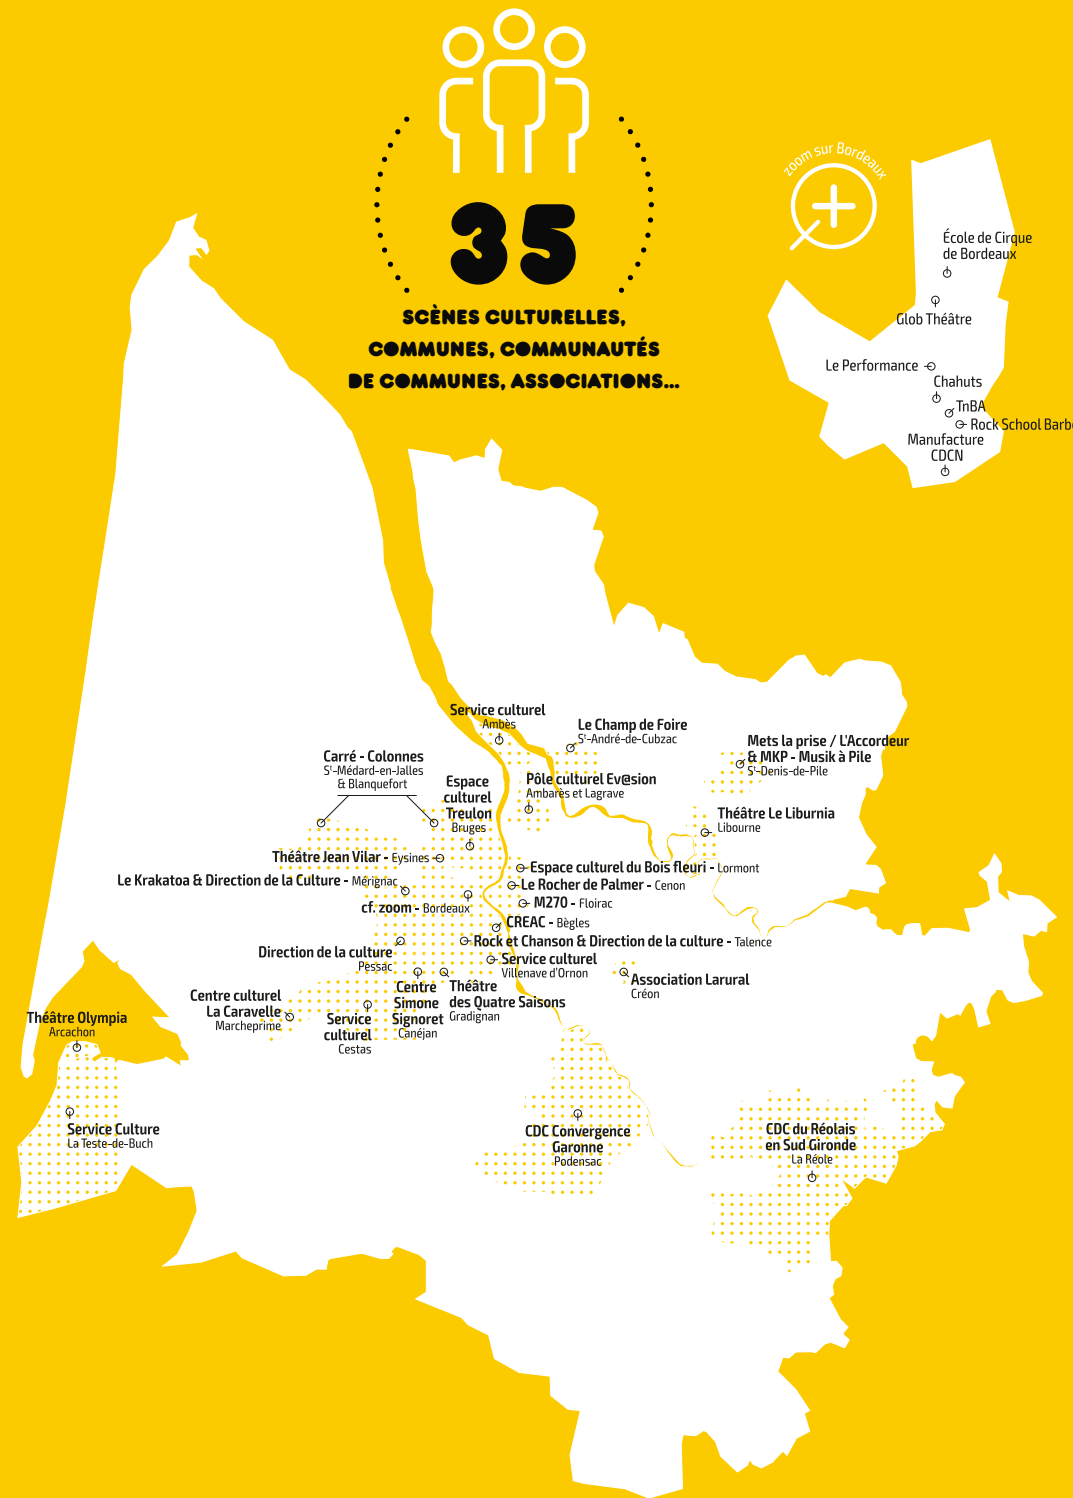 35
SCÈNES CULTURELLES,
COMMUNES, COMMUNAUTÉS
DE COMMUNES, ASSOCIATIONS...
zoom sur Bordeaux
École de Cirque
de Bordeaux
Glob Théâtre
Le Performance
Chahuts
TnBA
Rock School Barb
Manufacture
CDCN
Service culturel
Ambès
Le Champ de Foire
Sᵗ-André-de-Cubzac
Mets la prise / L'Accordeur
& MKP - Musik à Pile
Sᵗ-Denis-de-Pile
Carré - Colonnes
Sᵗ-Médard-en-Jalles
& Blanquefort
Espace
culturel
Treulon
Bruges
Pôle culturel Ev@sion
Ambarès et Lagrave
Théâtre Le Liburnia
Libourne
Théâtre Jean Vilar - Eysines
Espace culturel du Bois fleuri - Lormont
Le Krakatoa & Direction de la Culture - Mérignac
Le Rocher de Palmer - Cenon
cf. zoom - Bordeaux
M270 - Floirac
CREAC - Bègles
Rock et Chanson & Direction de la culture - Talence
Direction de la culture
Pessac
Service culturel
Villenave d'Ornon
Association Larural
Créon
Centre culturel
La Caravelle
Marcheprime
Service
culturel
Cestas
Centre
Simone
Signoret
Canéjan
Théâtre
des Quatre Saisons
Gradignan
Théâtre Olympia
Arcachon
Service Culture
La Teste-de-Buch
CDC Convergence
Garonne
Podensac
CDC du Réolais
en Sud Gironde
La Réole